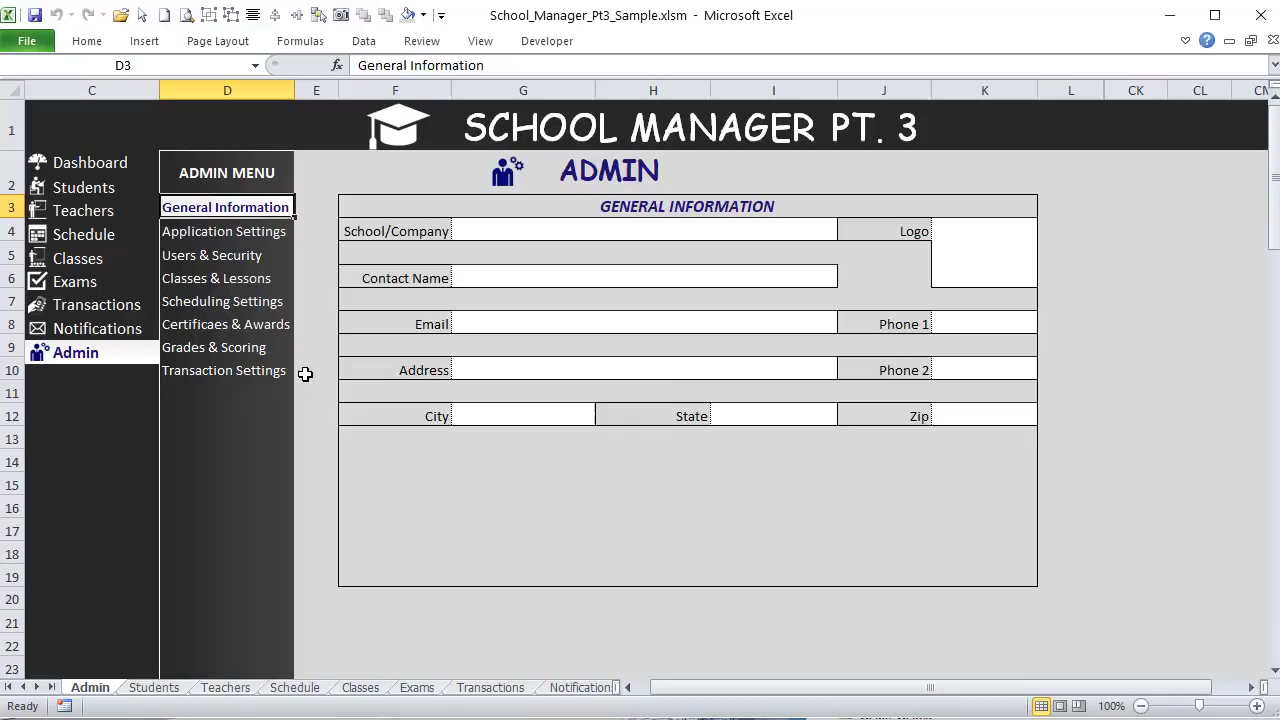 School_Manager_Pt3_Sample.xlsm - Microsoft Excel
File Home Insert Page Layout Formulas Data Review View Developer
D3 fx General Information
C D E F G H I J K L CK CL CM
1 SCHOOL MANAGER PT. 3
Dashboard
ADMIN MENU
ADMIN
2 Students
3 Teachers General Information GENERAL INFORMATION
4 Schedule Application Settings School/Company Logo
5 Classes Users & Security
6 Exams Classes & Lessons Contact Name
7 Transactions Scheduling Settings
8 Notifications Certificaes & Awards Email Phone 1
9 Admin Grades & Scoring
10 Transaction Settings Address Phone 2
11
12 City State Zip
13
14
15
16
17
18
19
20
21
22
23
Admin Students Teachers Schedule Classes Exams Transactions Notification
Ready 100%